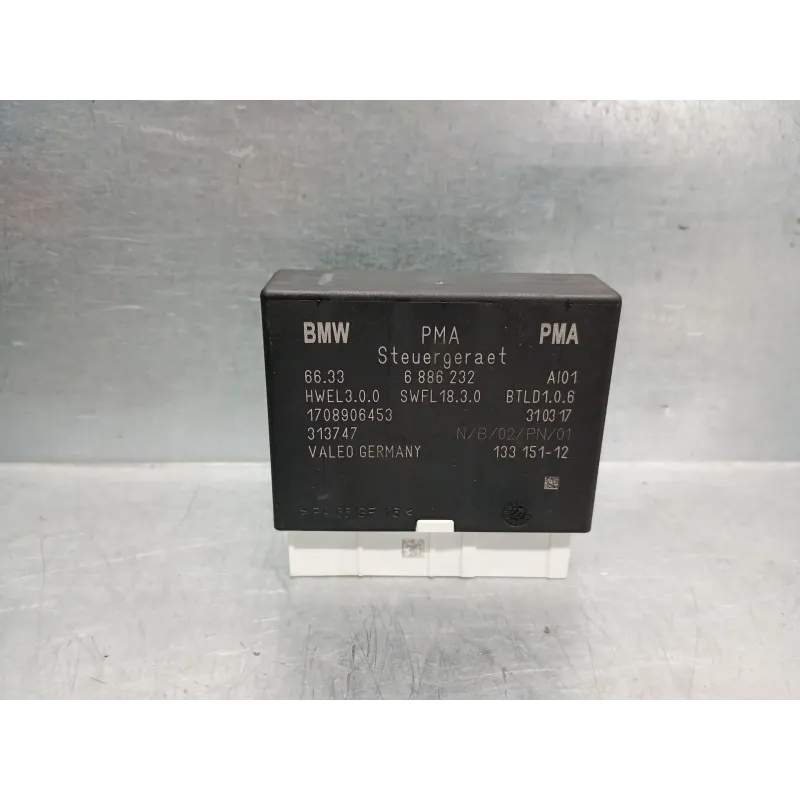 BMW PMA PMA
Steuergeraet
66.33 6 886 232 AI01
HWEL3.0.0 SWFL18.3.0 BTLD1.0.6
1708906453 310317
313747 N/B/02/PN/01
VALEO GERMANY 133 151-12